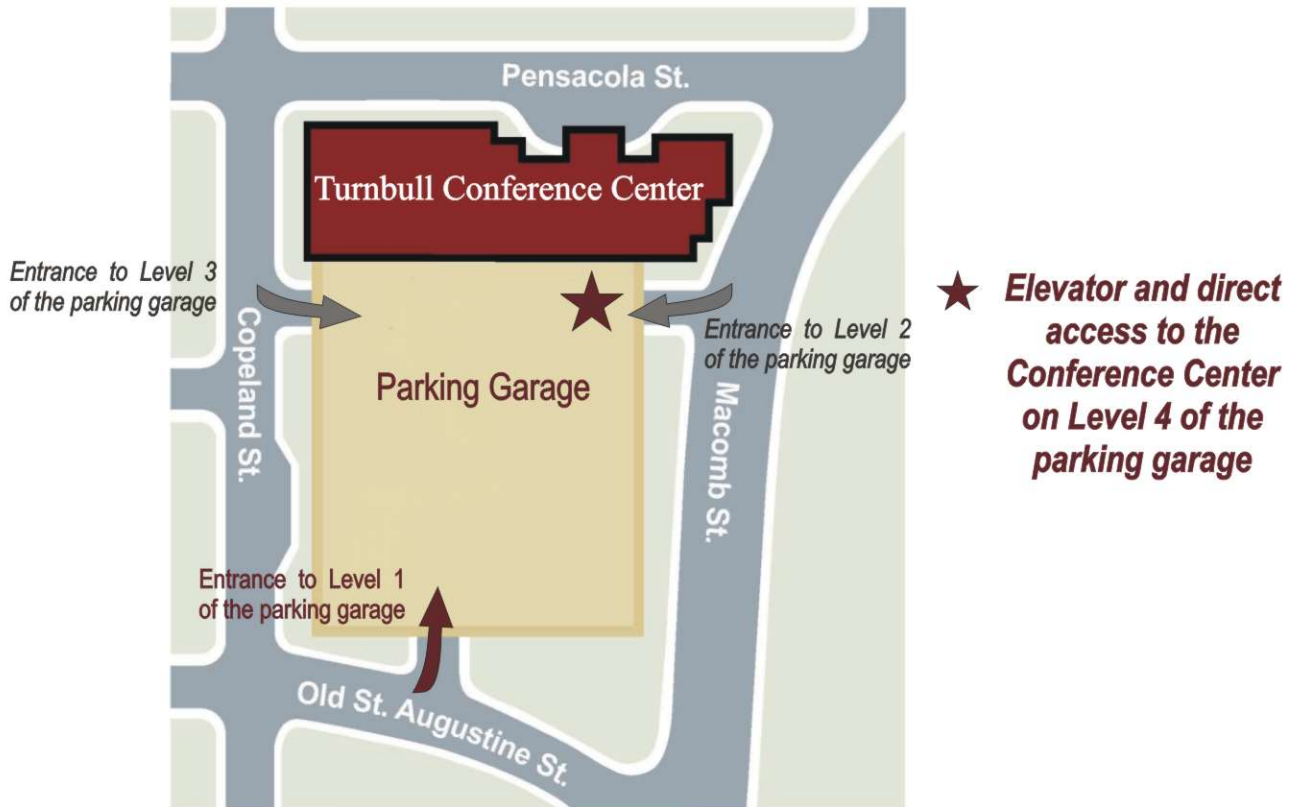 Pensacola St.
Turnbull Conference Center
Entrance to Level 3
of the parking garage
Copeland St.
Entrance to Level 2
of the parking garage
Parking Garage
Macomb St.
Elevator and direct
access to the
Conference Center
on Level 4 of the
parking garage
Entrance to Level 1
of the parking garage
Old St. Augustine St.